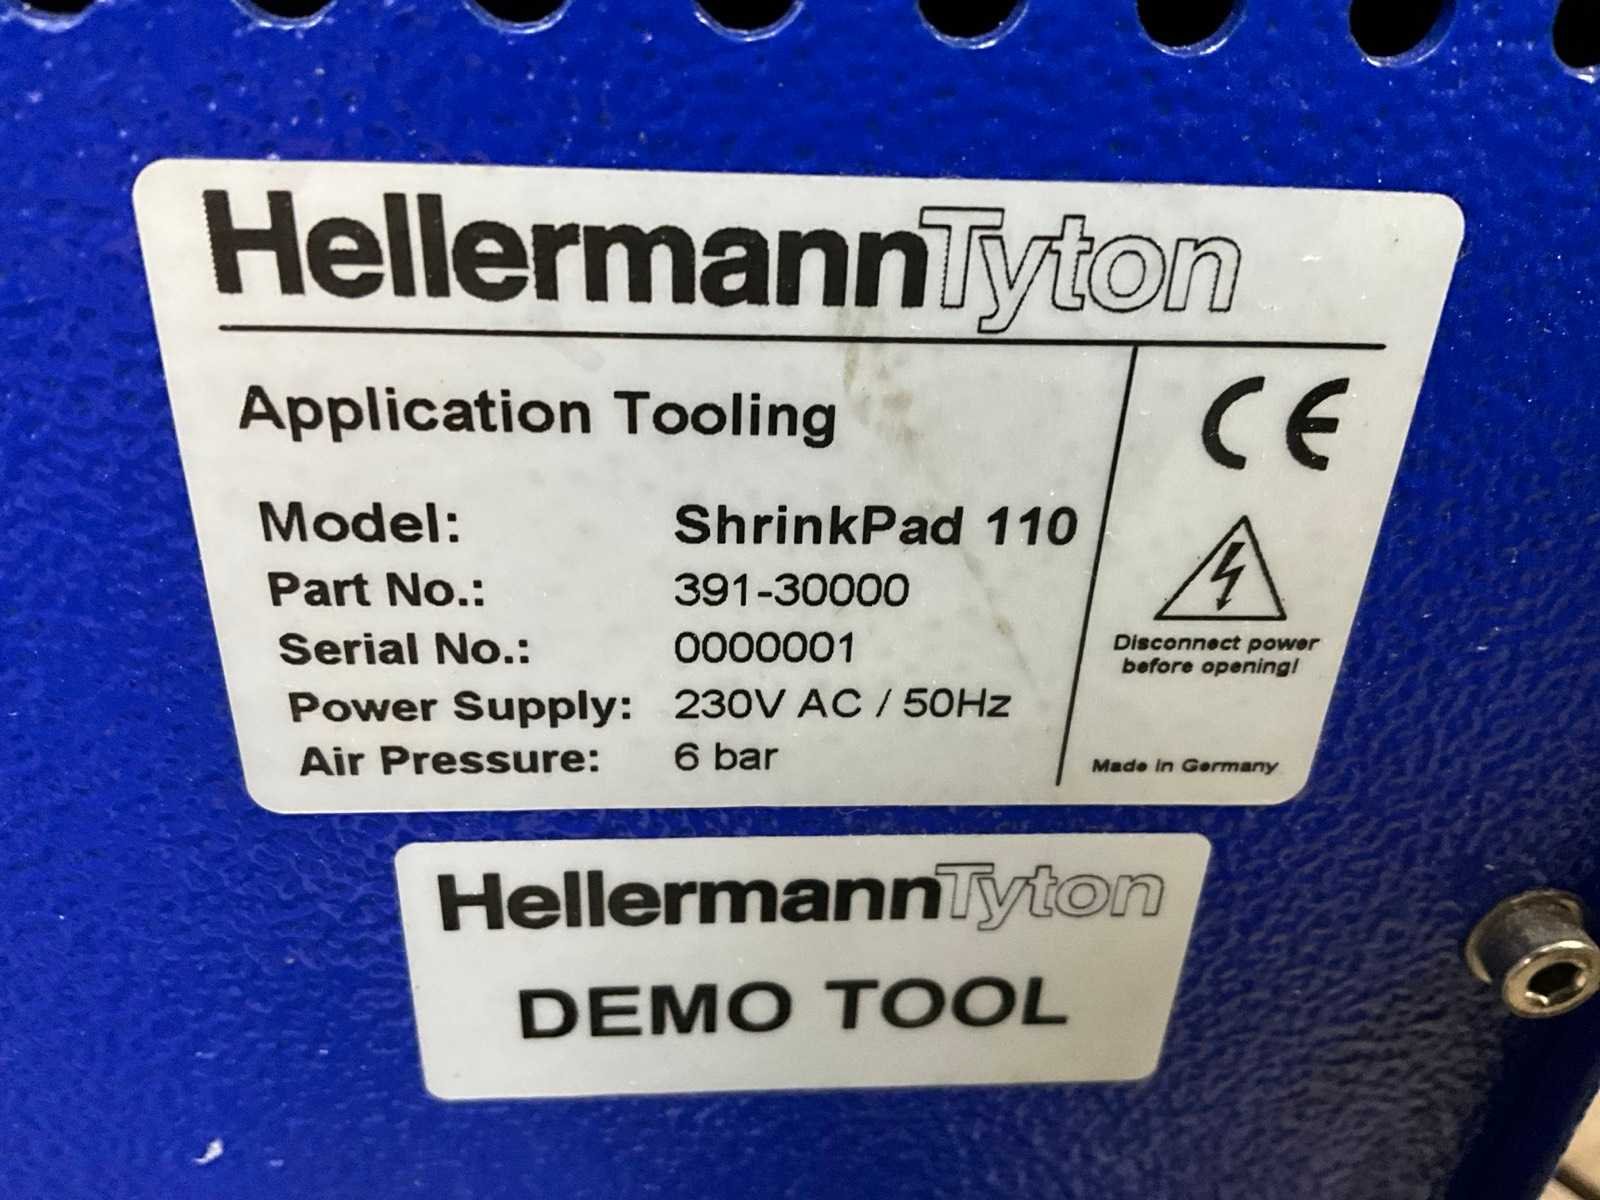 HellermannTyton
Application Tooling
Model: ShrinkPad 110
Part No.: 391-30000
Serial No.: 0000001
Power Supply: 230V AC / 50Hz
Air Pressure: 6 bar
CE
Disconnect power
before opening!
Made in Germany
HellermannTyton
DEMO TOOL